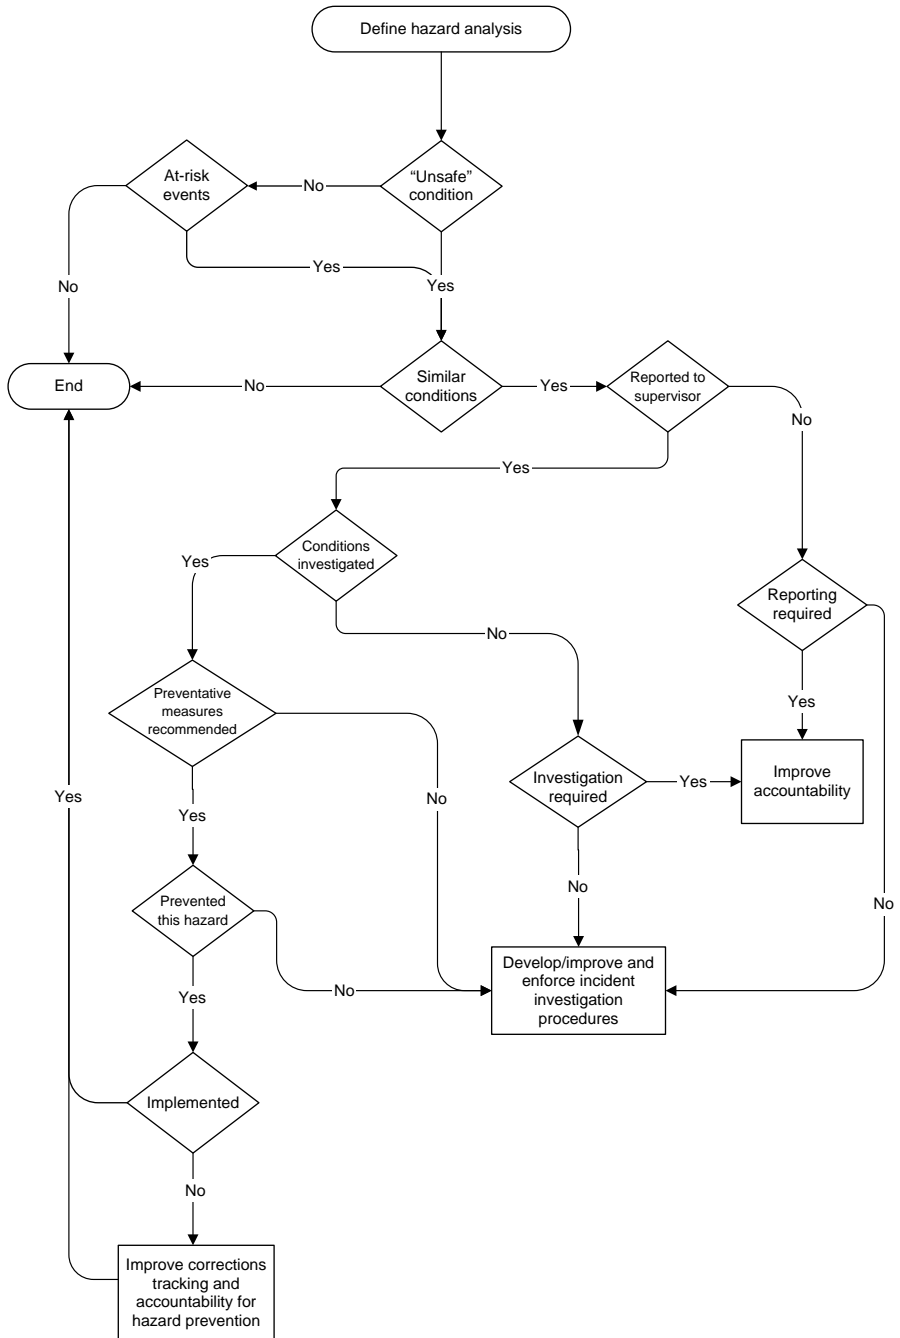 Define hazard analysis
At-risk
events
No
“Unsafe”
condition
Yes
Yes
No
End
No
Similar
conditions
Yes
Reported to
supervisor
No
Yes
Conditions
investigated
Yes
No
Reporting
required
Yes
No
Preventative
measures
recommended
No
Yes
Investigation
required
Yes
Improve
accountability
Yes
No
Prevented
this hazard
No
Yes
Develop/improve and
enforce incident
investigation
procedures
Implemented
No
Improve corrections
tracking and
accountability for
hazard prevention